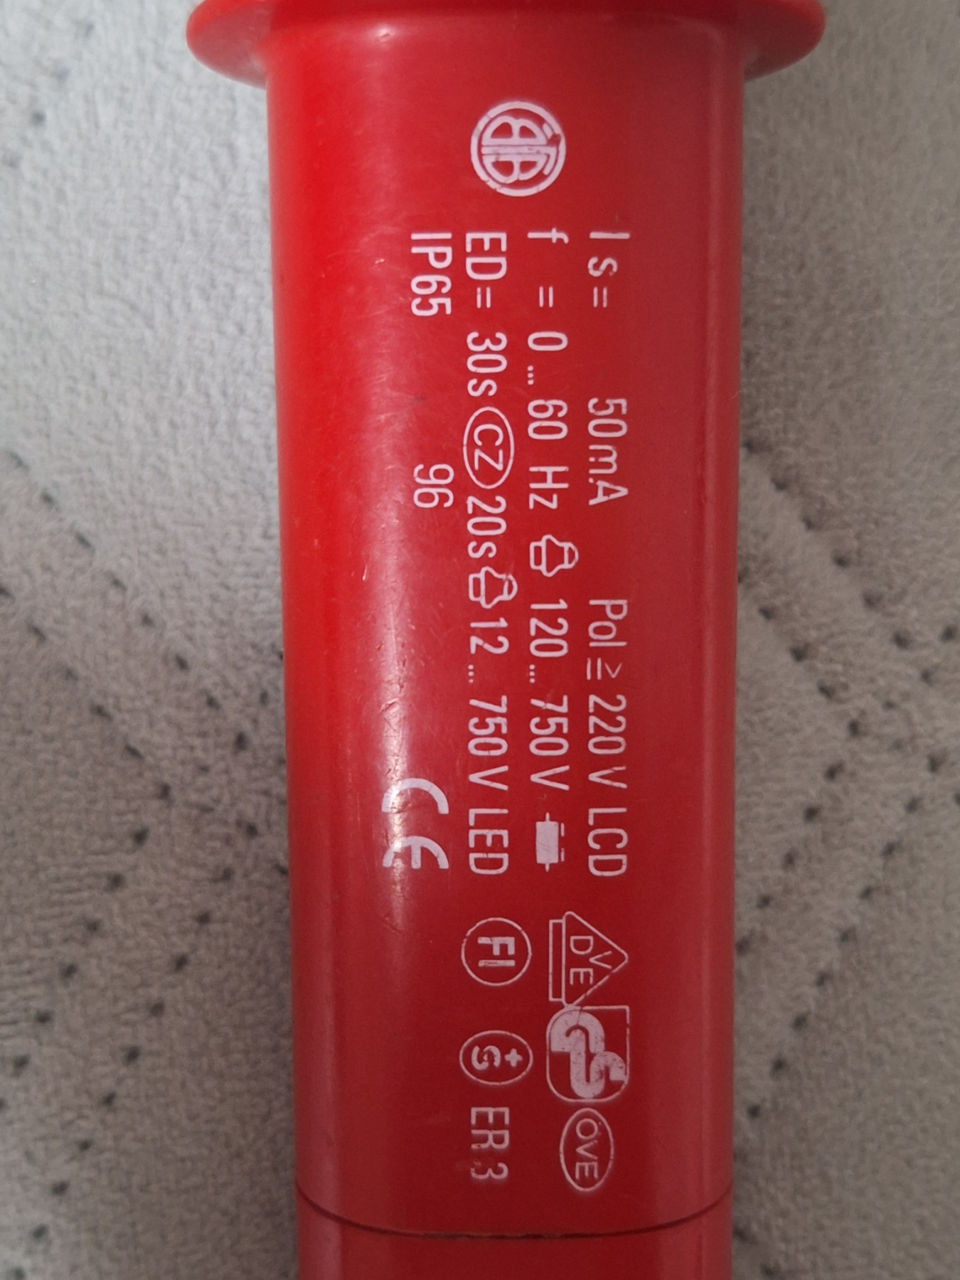 Is = 50mA Pol ≥ 220 V LCD
f = 0... 60 Hz 120... 750 V
ED = 30s CZ 20s 12... 750 V LED
IP65 96 CE
VDE GS ÖVE
FI +S ER 3